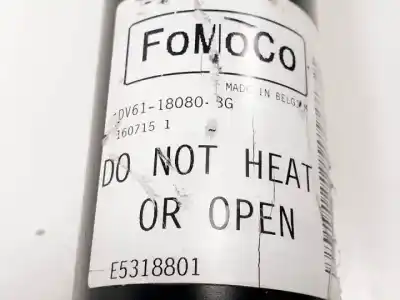 FoMoCo
MADE IN BELGIUM
DV61-18080-BG
160715 1
DO NOT HEAT
OR OPEN
E5318801